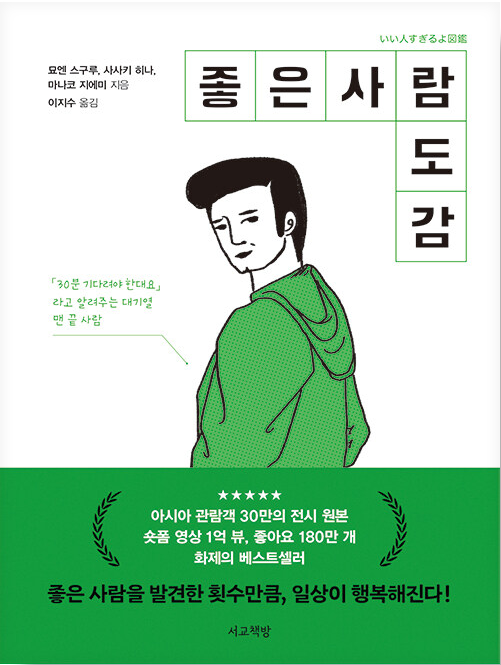 いい人すぎるよ図鑑
묘엔 스구루, 사사키 히나,
마나코 지에미 지음
이지수 옮김
좋은사람
도
감
「30분 기다려야 한대요」
라고 알려주는 대기열
맨 끝 사람
★★★★★
아시아 관람객 30만의 전시 원본
숏폼 영상 1억 뷰, 좋아요 180만 개
화제의 베스트셀러
좋은 사람을 발견한 횟수만큼, 일상이 행복해진다!
서교책방